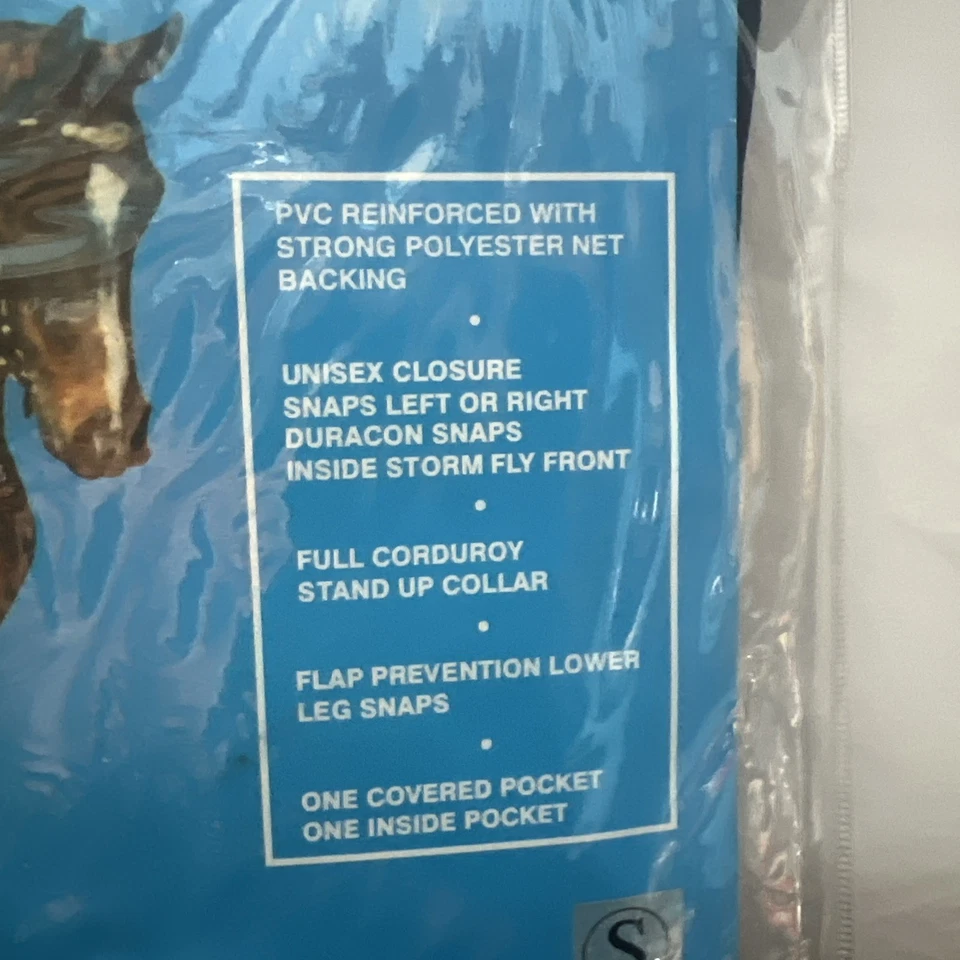 PVC REINFORCED WITH
STRONG POLYESTER NET
BACKING
•
UNISEX CLOSURE
SNAPS LEFT OR RIGHT
DURACON SNAPS
INSIDE STORM FLY FRONT
•
FULL CORDUROY
STAND UP COLLAR
•
FLAP PREVENTION LOWER
LEG SNAPS
•
ONE COVERED POCKET
ONE INSIDE POCKET
S